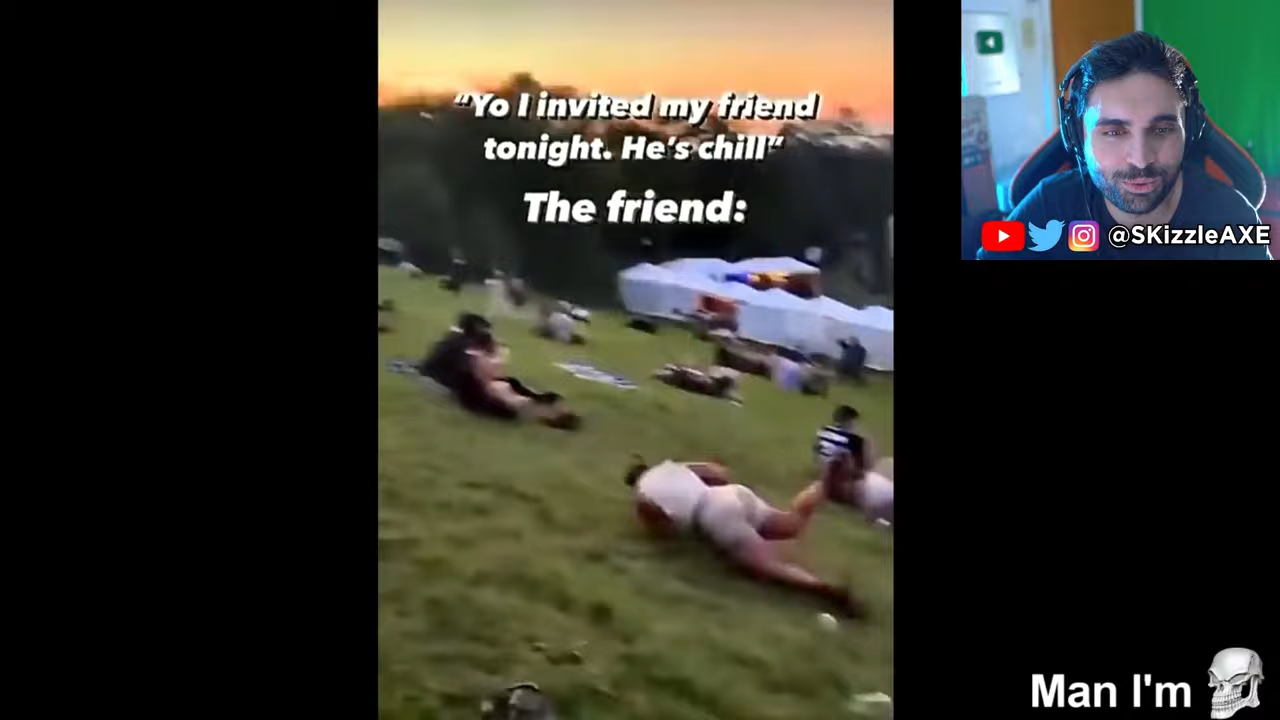 “Yo I invited my friend
tonight. He's chill”
The friend:
@SKizzleAXE
Man I'm